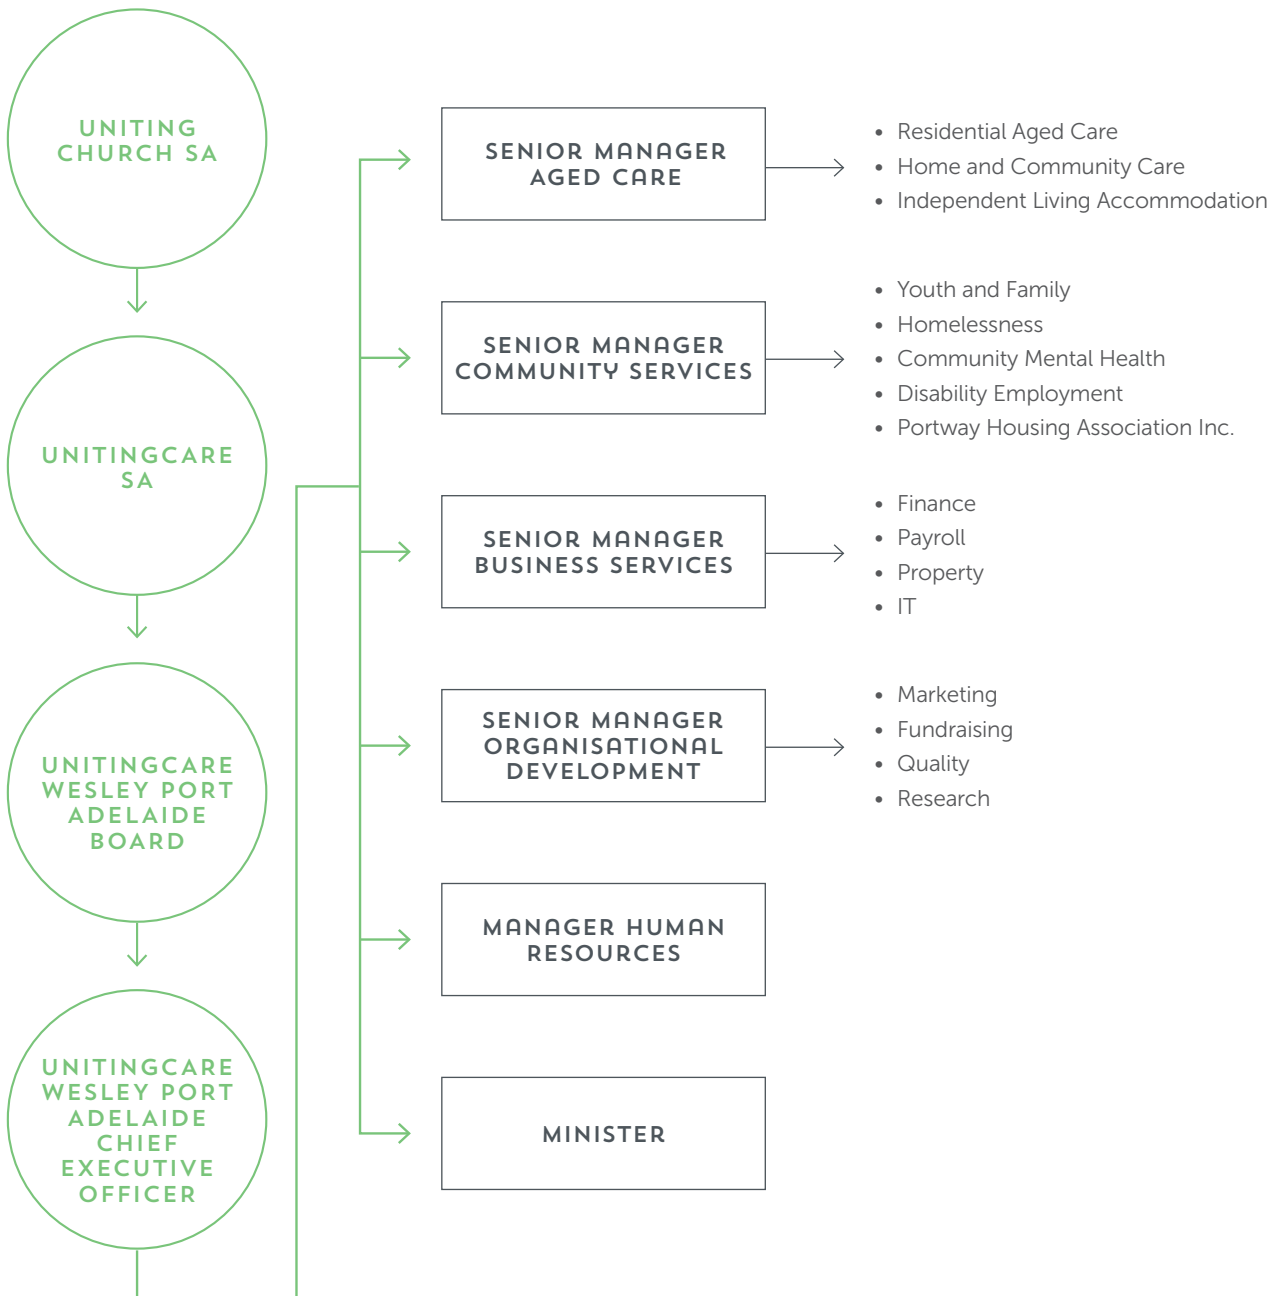 UNITING
CHURCH SA
UNITINGCARE
SA
UNITINGCARE
WESLEY PORT
ADELAIDE
BOARD
UNITINGCARE
WESLEY PORT
ADELAIDE
CHIEF
EXECUTIVE
OFFICER
SENIOR MANAGER
AGED CARE
• Residential Aged Care
• Home and Community Care
• Independent Living Accommodation
SENIOR MANAGER
COMMUNITY SERVICES
• Youth and Family
• Homelessness
• Community Mental Health
• Disability Employment
• Portway Housing Association Inc.
SENIOR MANAGER
BUSINESS SERVICES
• Finance
• Payroll
• Property
• IT
SENIOR MANAGER
ORGANISATIONAL
DEVELOPMENT
• Marketing
• Fundraising
• Quality
• Research
MANAGER HUMAN
RESOURCES
MINISTER